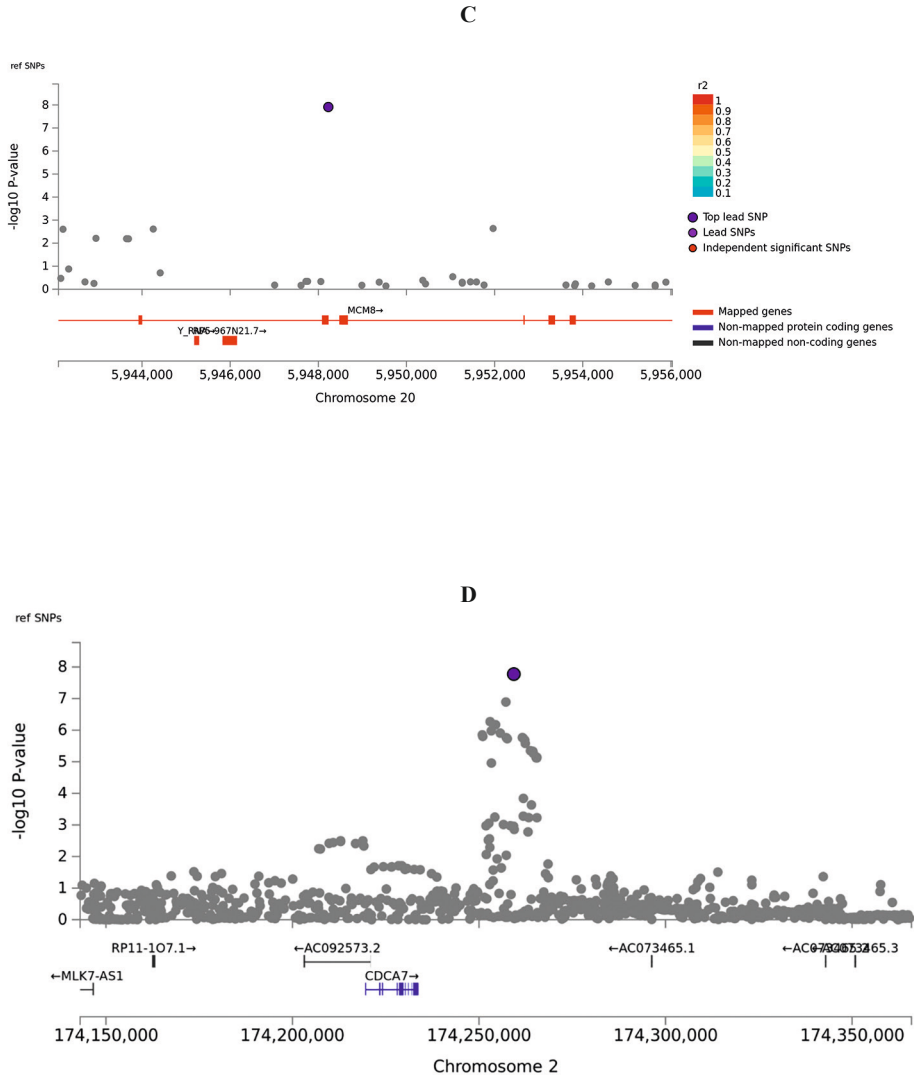 C
ref SNPs
-log10 P-value
8
7
6
5
4
3
2
1
0
r2
1
0.9
0.8
0.7
0.6
0.5
0.4
0.3
0.2
0.1
Top lead SNP
Lead SNPs
Independent significant SNPs
MCM8→
967N21.7→
Mapped genes
Non-mapped protein coding genes
Non-mapped non-coding genes
5,944,000 5,946,000 5,948,000 5,950,000 5,952,000 5,954,000 5,956,000
Chromosome 20
D
ref SNPs
-log10 P-value
8
7
6
5
4
3
2
1
0
RP11-1O7.1→ ←AC092573.2 ←AC073465.1
←MLK7-AS1 CDCA7→
174,150,000 174,200,000 174,250,000 174,300,000 174,350,000
Chromosome 2